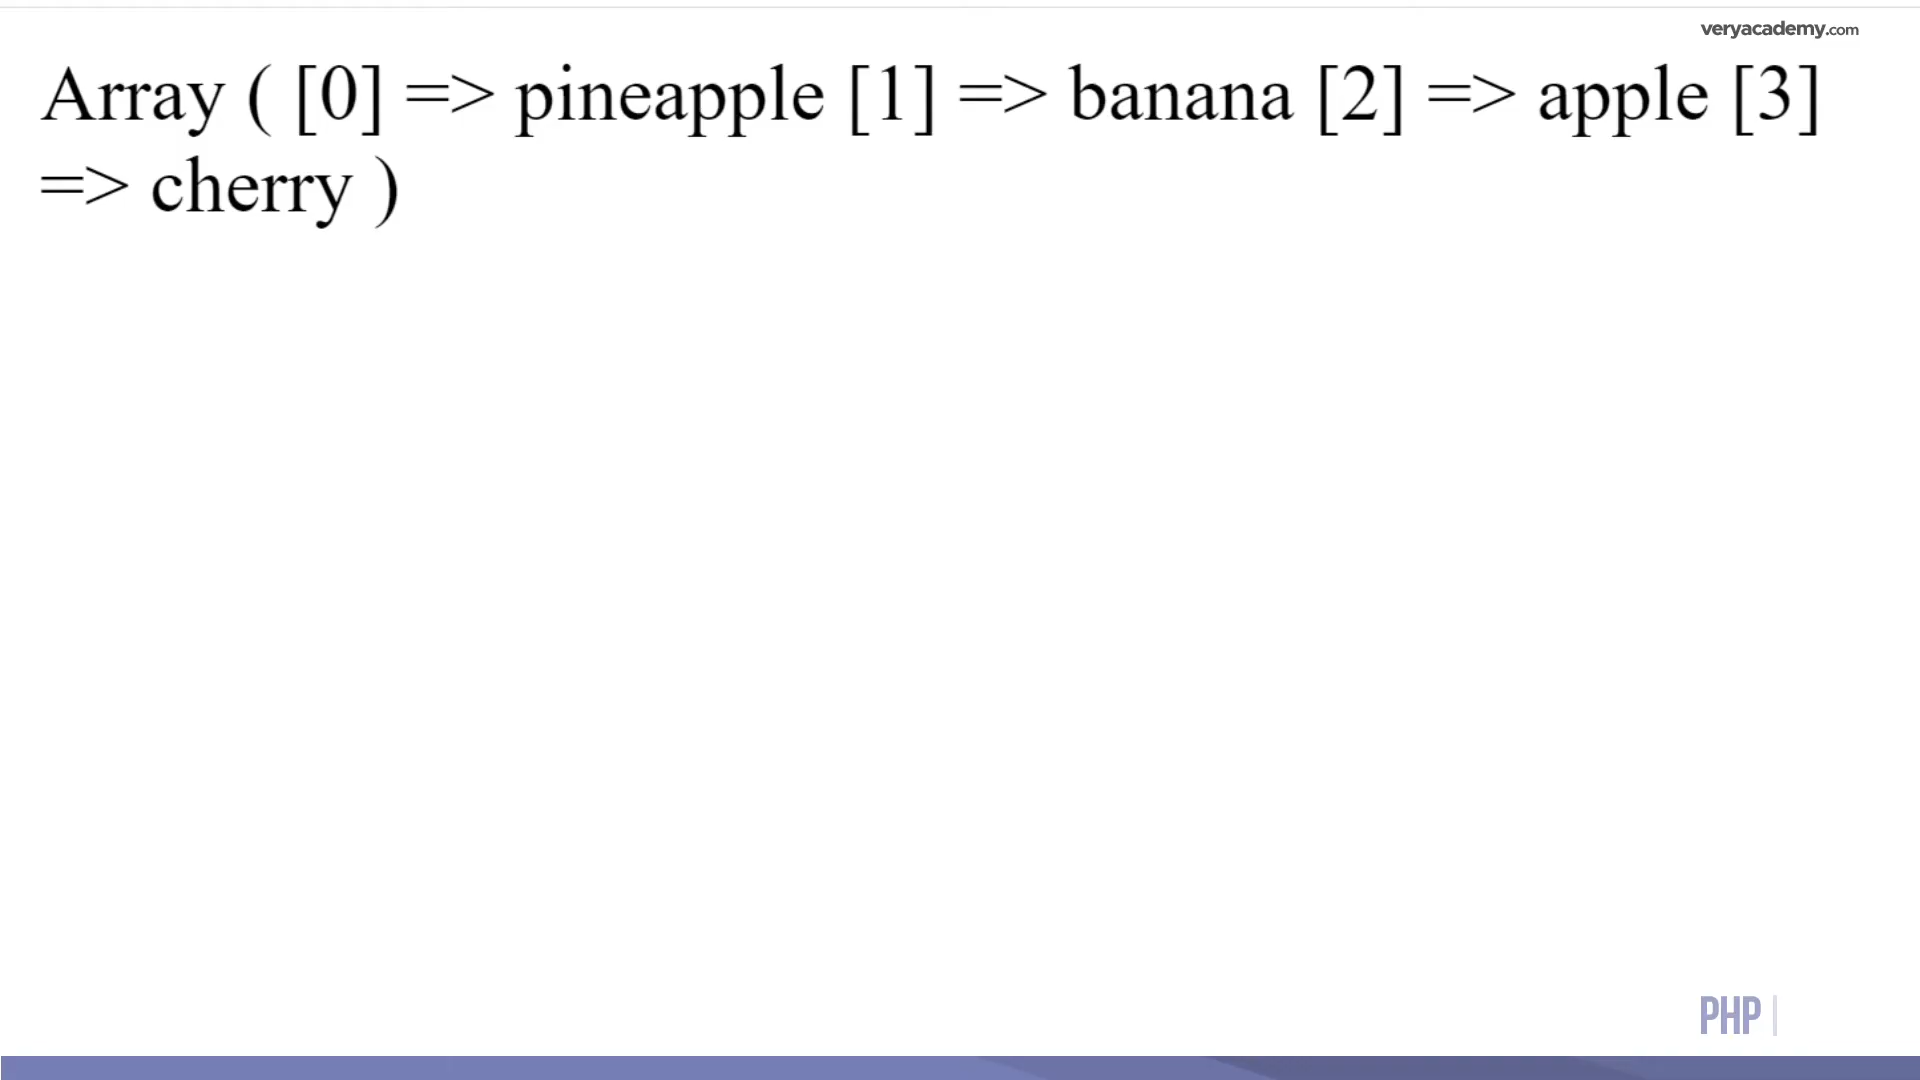 veryacademy.com
Array ( [0] => pineapple [1] => banana [2] => apple [3]
=> cherry )
PHP